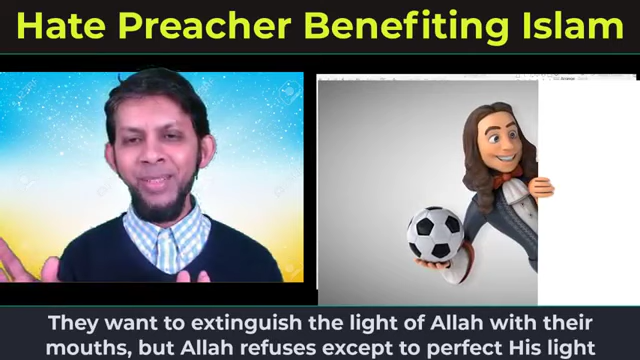 Hate Preacher Benefiting Islam
They want to extinguish the light of Allah with their
mouths, but Allah refuses except to perfect His light